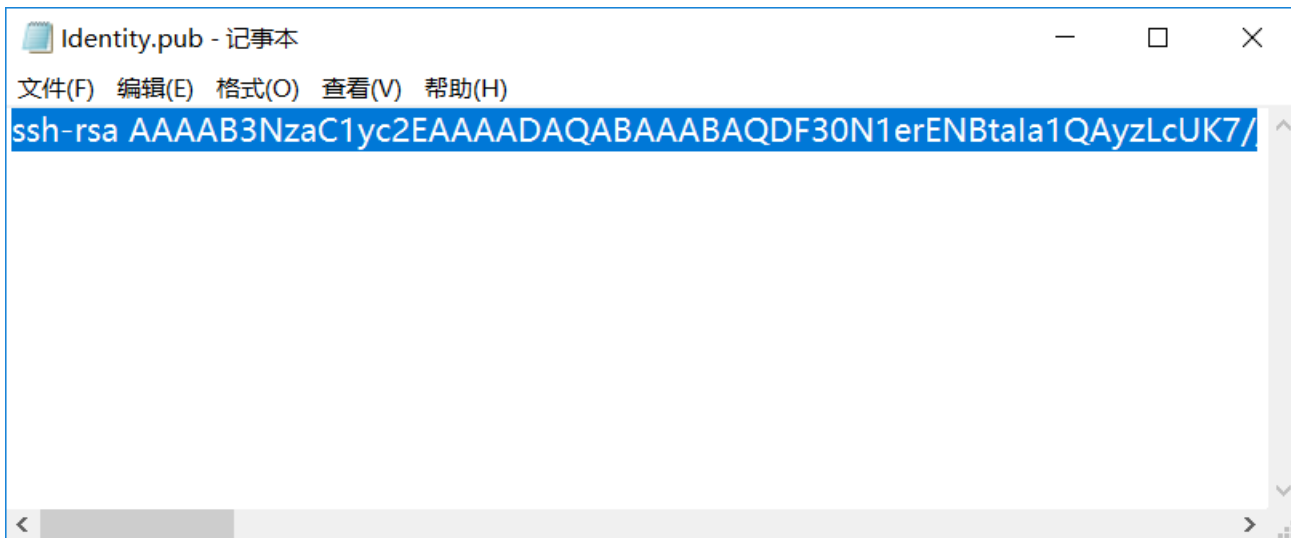 Identity.pub - 记事本
文件(F) 编辑(E) 格式(O) 查看(V) 帮助(H)
ssh-rsa AAAAB3NzaC1yc2EAAAADAQABAAABAQDF30N1erENBtaIa1QAyzLcUK7/